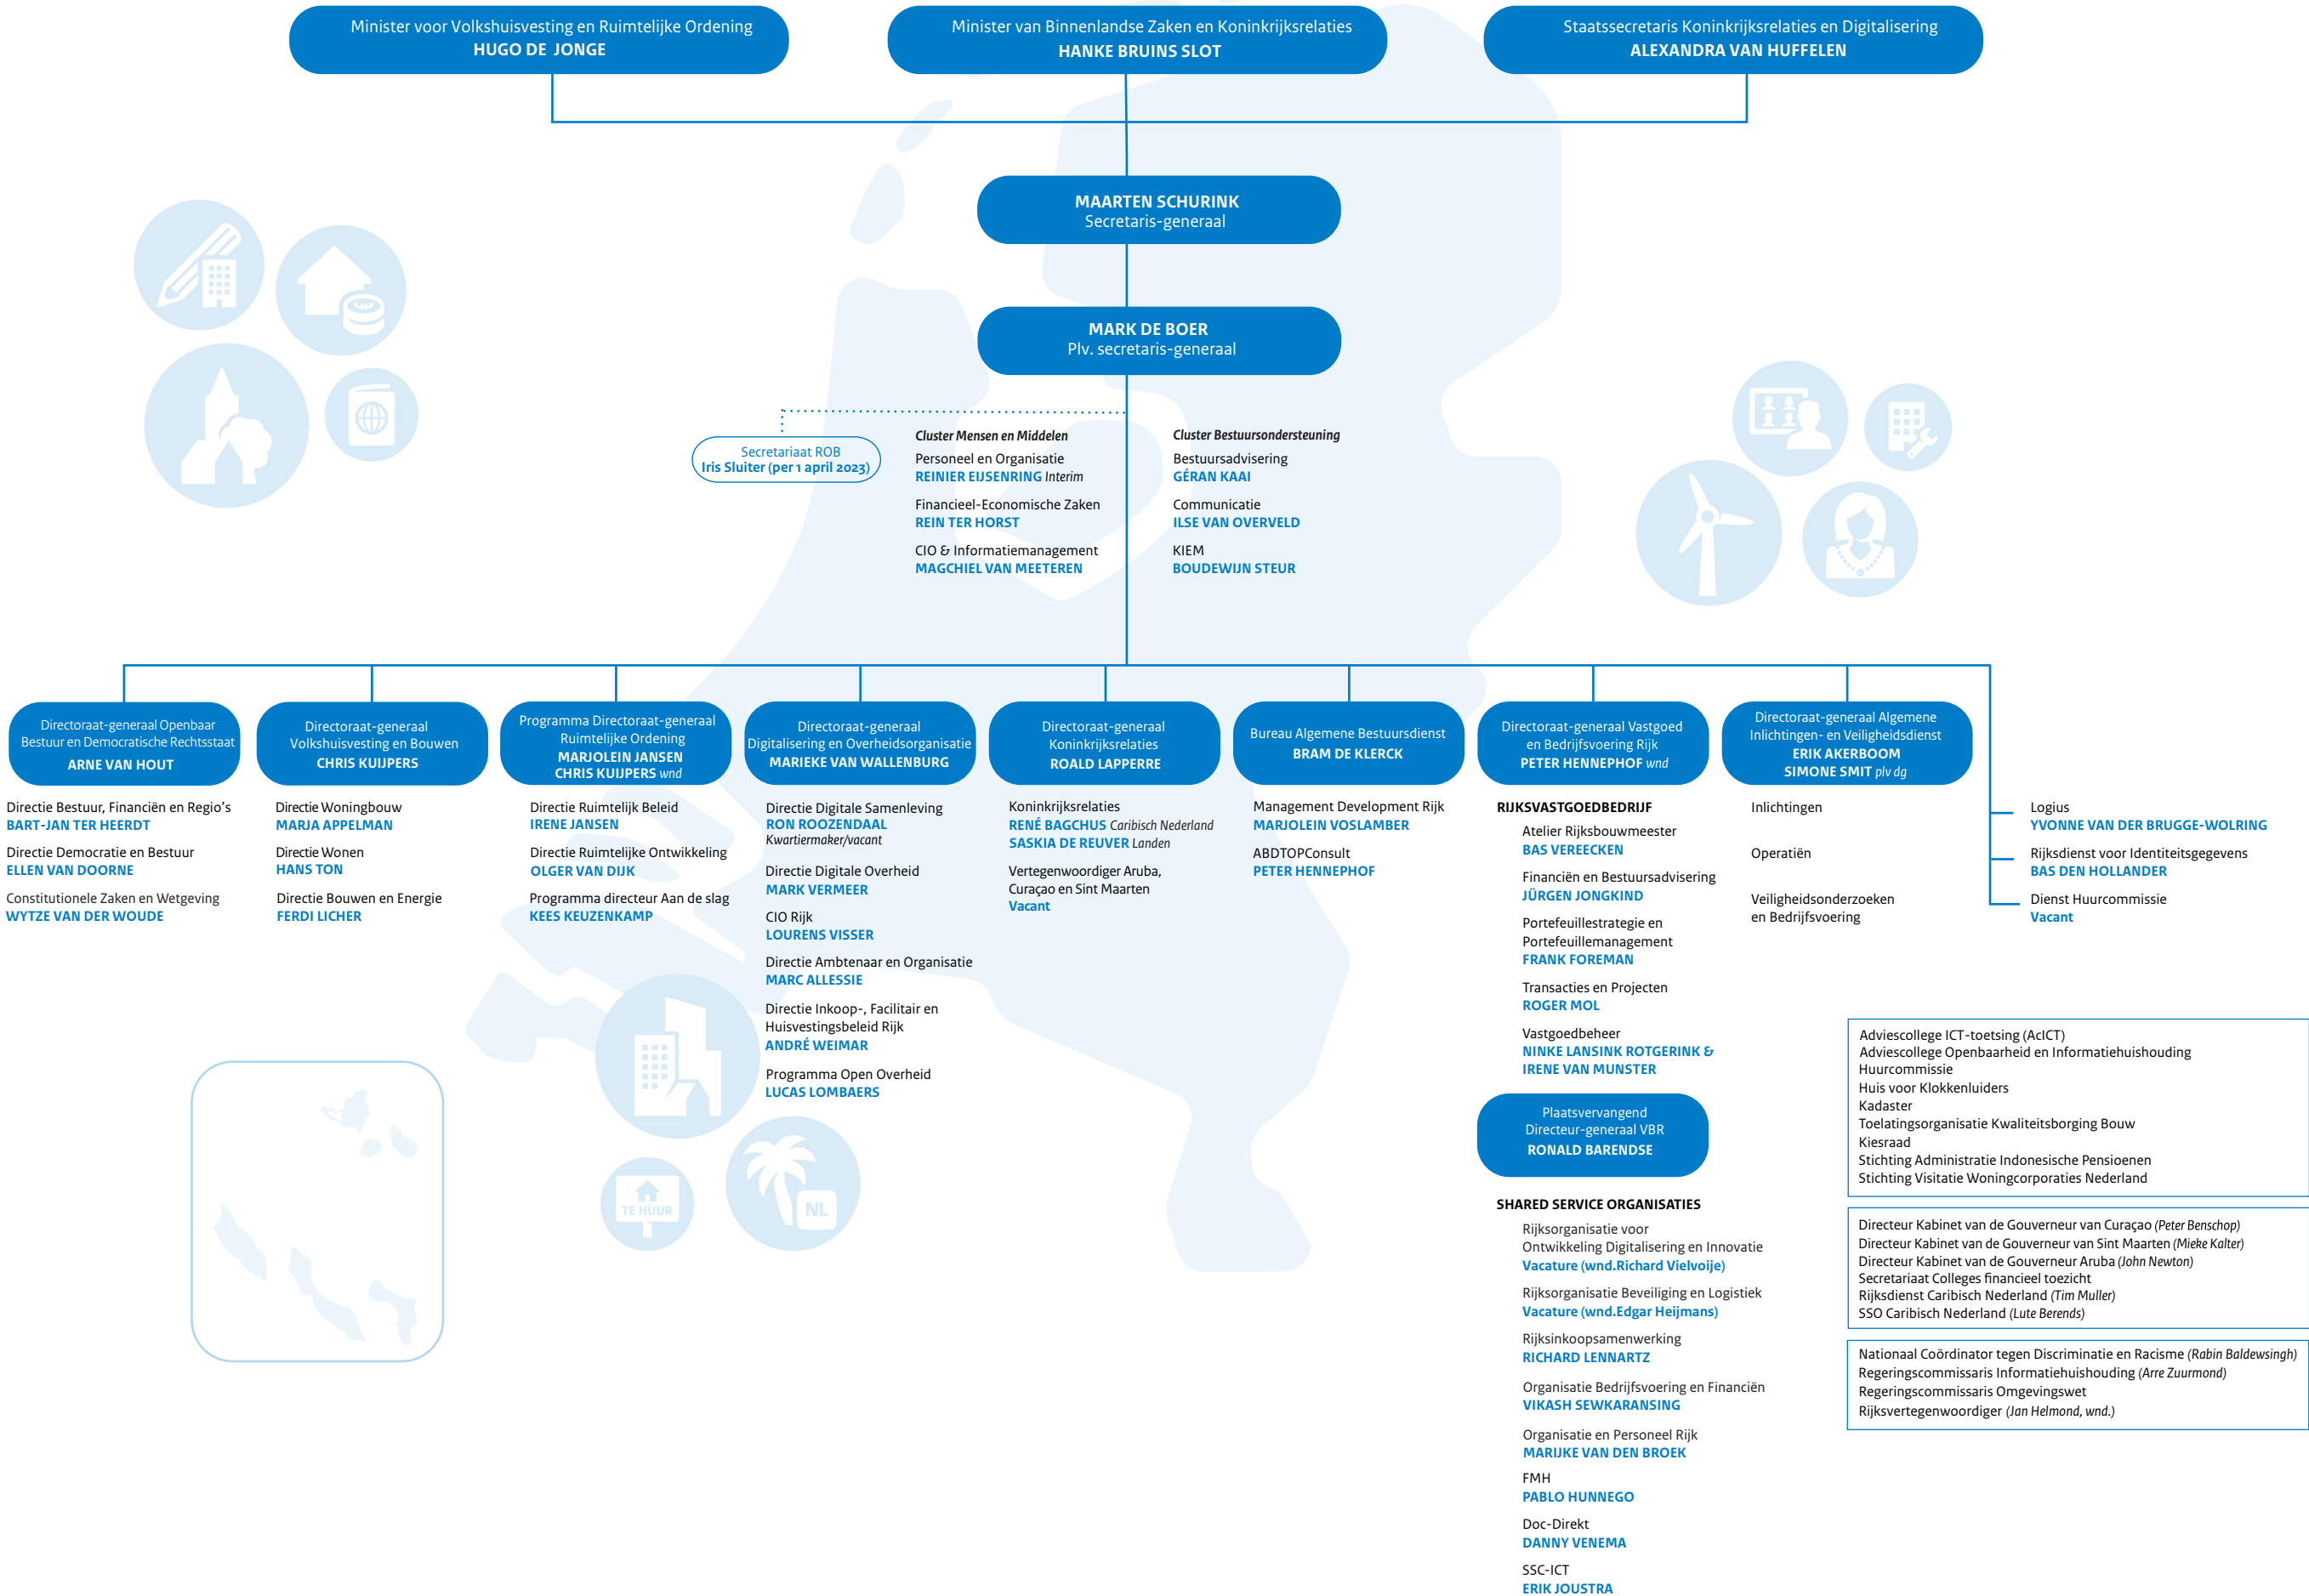 Minister voor Volkshuisvesting en Ruimtelijke Ordening
HUGO DE JONGE
Minister van Binnenlandse Zaken en Koninkrijksrelaties
HANKE BRUINS SLOT
Staatssecretaris Koninkrijksrelaties en Digitalisering
ALEXANDRA VAN HUFFELEN
MAARTEN SCHURINK
Secretaris-generaal
MARK DE BOER
Plv. secretaris-generaal
Secretariaat ROB
Iris Sluiter (per 1 april 2023)
Cluster Mensen en Middelen
Personeel en Organisatie
REINIER EIJSENRING Interim
Financieel-Economische Zaken
REIN TER HORST
CIO & Informatiemanagement
MAGCHIEL VAN MEETEREN
Cluster Bestuursondersteuning
Bestuursadvisering
GÉRAN KAAI
Communicatie
ILSE VAN OVERVELD
KIEM
BOUDEWIJN STEUR
Directoraat-generaal Openbaar
Bestuur en Democratische Rechtsstaat
ARNE VAN HOUT
Directie Bestuur, Financiën en Regio's
BART-JAN TER HEERDT
Directie Democratie en Bestuur
ELLEN VAN DOORNE
Constitutionele Zaken en Wetgeving
WYTZE VAN DER WOUDE
Directoraat-generaal
Volkshuisvesting en Bouwen
CHRIS KUIJPERS
Directie Woningbouw
MARJA APPELMAN
Directie Wonen
HANS TON
Directie Bouwen en Energie
FERDI LICHER
Programma Directoraat-generaal
Ruimtelijke Ordening
MARJOLEIN JANSEN
CHRIS KUIJPERS wnd
Directie Ruimtelijk Beleid
IRENE JANSEN
Directie Ruimtelijke Ontwikkeling
OLGER VAN DIJK
Programma directeur Aan de slag
KEES KEUZENKAMP
Directoraat-generaal
Digitalisering en Overheidsorganisatie
MARIEKE VAN WALLENBURG
Directie Digitale Samenleving
RON ROOZENDAAL
Kwartiermaker/vacant
Directie Digitale Overheid
MARK VERMEER
CIO Rijk
LOURENS VISSER
Directie Ambtenaar en Organisatie
MARC ALLESSIE
Directie Inkoop-, Facilitair en
Huisvestingsbeleid Rijk
ANDRÉ WEIMAR
Programma Open Overheid
LUCAS LOMBAERS
Directoraat-generaal
Koninkrijksrelaties
ROALD LAPPERRE
Koninkrijksrelaties
RENÉ BAGCHUS Caribisch Nederland
SASKIA DE REUVER Landen
Vertegenwoordiger Aruba,
Curaçao en Sint Maarten
Vacant
Bureau Algemene Bestuursdienst
BRAM DE KLERCK
Management Development Rijk
MARJOLEIN VOSLAMBER
ABDTOPConsult
PETER HENNEPHOF
Directoraat-generaal Vastgoed
en Bedrijfsvoering Rijk
PETER HENNEPHOF wnd
RIJKSVASTGOEDBEDRIJF
Atelier Rijksbouwmeester
BAS VEREECKEN
Financiën en Bestuursadvisering
JÜRGEN JONGKIND
Portefeuillestrategie en
Portefeuillemanagement
FRANK FOREMAN
Transacties en Projecten
ROGER MOL
Vastgoedbeheer
NINKE LANSINK ROTGERINK &
IRENE VAN MUNSTER
Plaatsvervangend
Directeur-generaal VBR
RONALD BARENDSE
SHARED SERVICE ORGANISATIES
Rijksorganisatie voor
Ontwikkeling Digitalisering en Innovatie
Vacature (wnd.Richard Vielvoije)
Rijksorganisatie Beveiliging en Logistiek
Vacature (wnd.Edgar Heijmans)
Rijksinkoopsamenwerking
RICHARD LENNARTZ
Organisatie Bedrijfsvoering en Financiën
VIKASH SEWKARANSING
Organisatie en Personeel Rijk
MARIJKE VAN DEN BROEK
FMH
PABLO HUNNEGO
Doc-Direkt
DANNY VENEMA
SSC-ICT
ERIK JOUSTRA
Directoraat-generaal Algemene
Inlichtingen- en Veiligheidsdienst
ERIK AKERBOOM
SIMONE SMIT plv dg
Inlichtingen
Operatiën
Veiligheidsonderzoeken
en Bedrijfsvoering
Logius
YVONNE VAN DER BRUGGE-WOLRING
Rijksdienst voor Identiteitsgegevens
BAS DEN HOLLANDER
Dienst Huurcommissie
Vacant
Adviescollege ICT-toetsing (AcICT)
Adviescollege Openbaarheid en Informatiehuishouding
Huurcommissie
Huis voor Klokkenluiders
Kadaster
Toelatingsorganisatie Kwaliteitsborging Bouw
Kiesraad
Stichting Administratie Indonesische Pensioenen
Stichting Visitatie Woningcorporaties Nederland
Directeur Kabinet van de Gouverneur van Curaçao (Peter Benschop)
Directeur Kabinet van de Gouverneur van Sint Maarten (Mieke Kalter)
Directeur Kabinet van de Gouverneur Aruba (John Newton)
Secretariaat Colleges financieel toezicht
Rijksdienst Caribisch Nederland (Tim Muller)
SSO Caribisch Nederland (Lute Berends)
Nationaal Coördinator tegen Discriminatie en Racisme (Rabin Baldewsingh)
Regeringscommissaris Informatiehuishouding (Arre Zuurmond)
Regeringscommissaris Omgevingswet
Rijksvertegenwoordiger (Jan Helmond, wnd.)
TE HUUR
NL